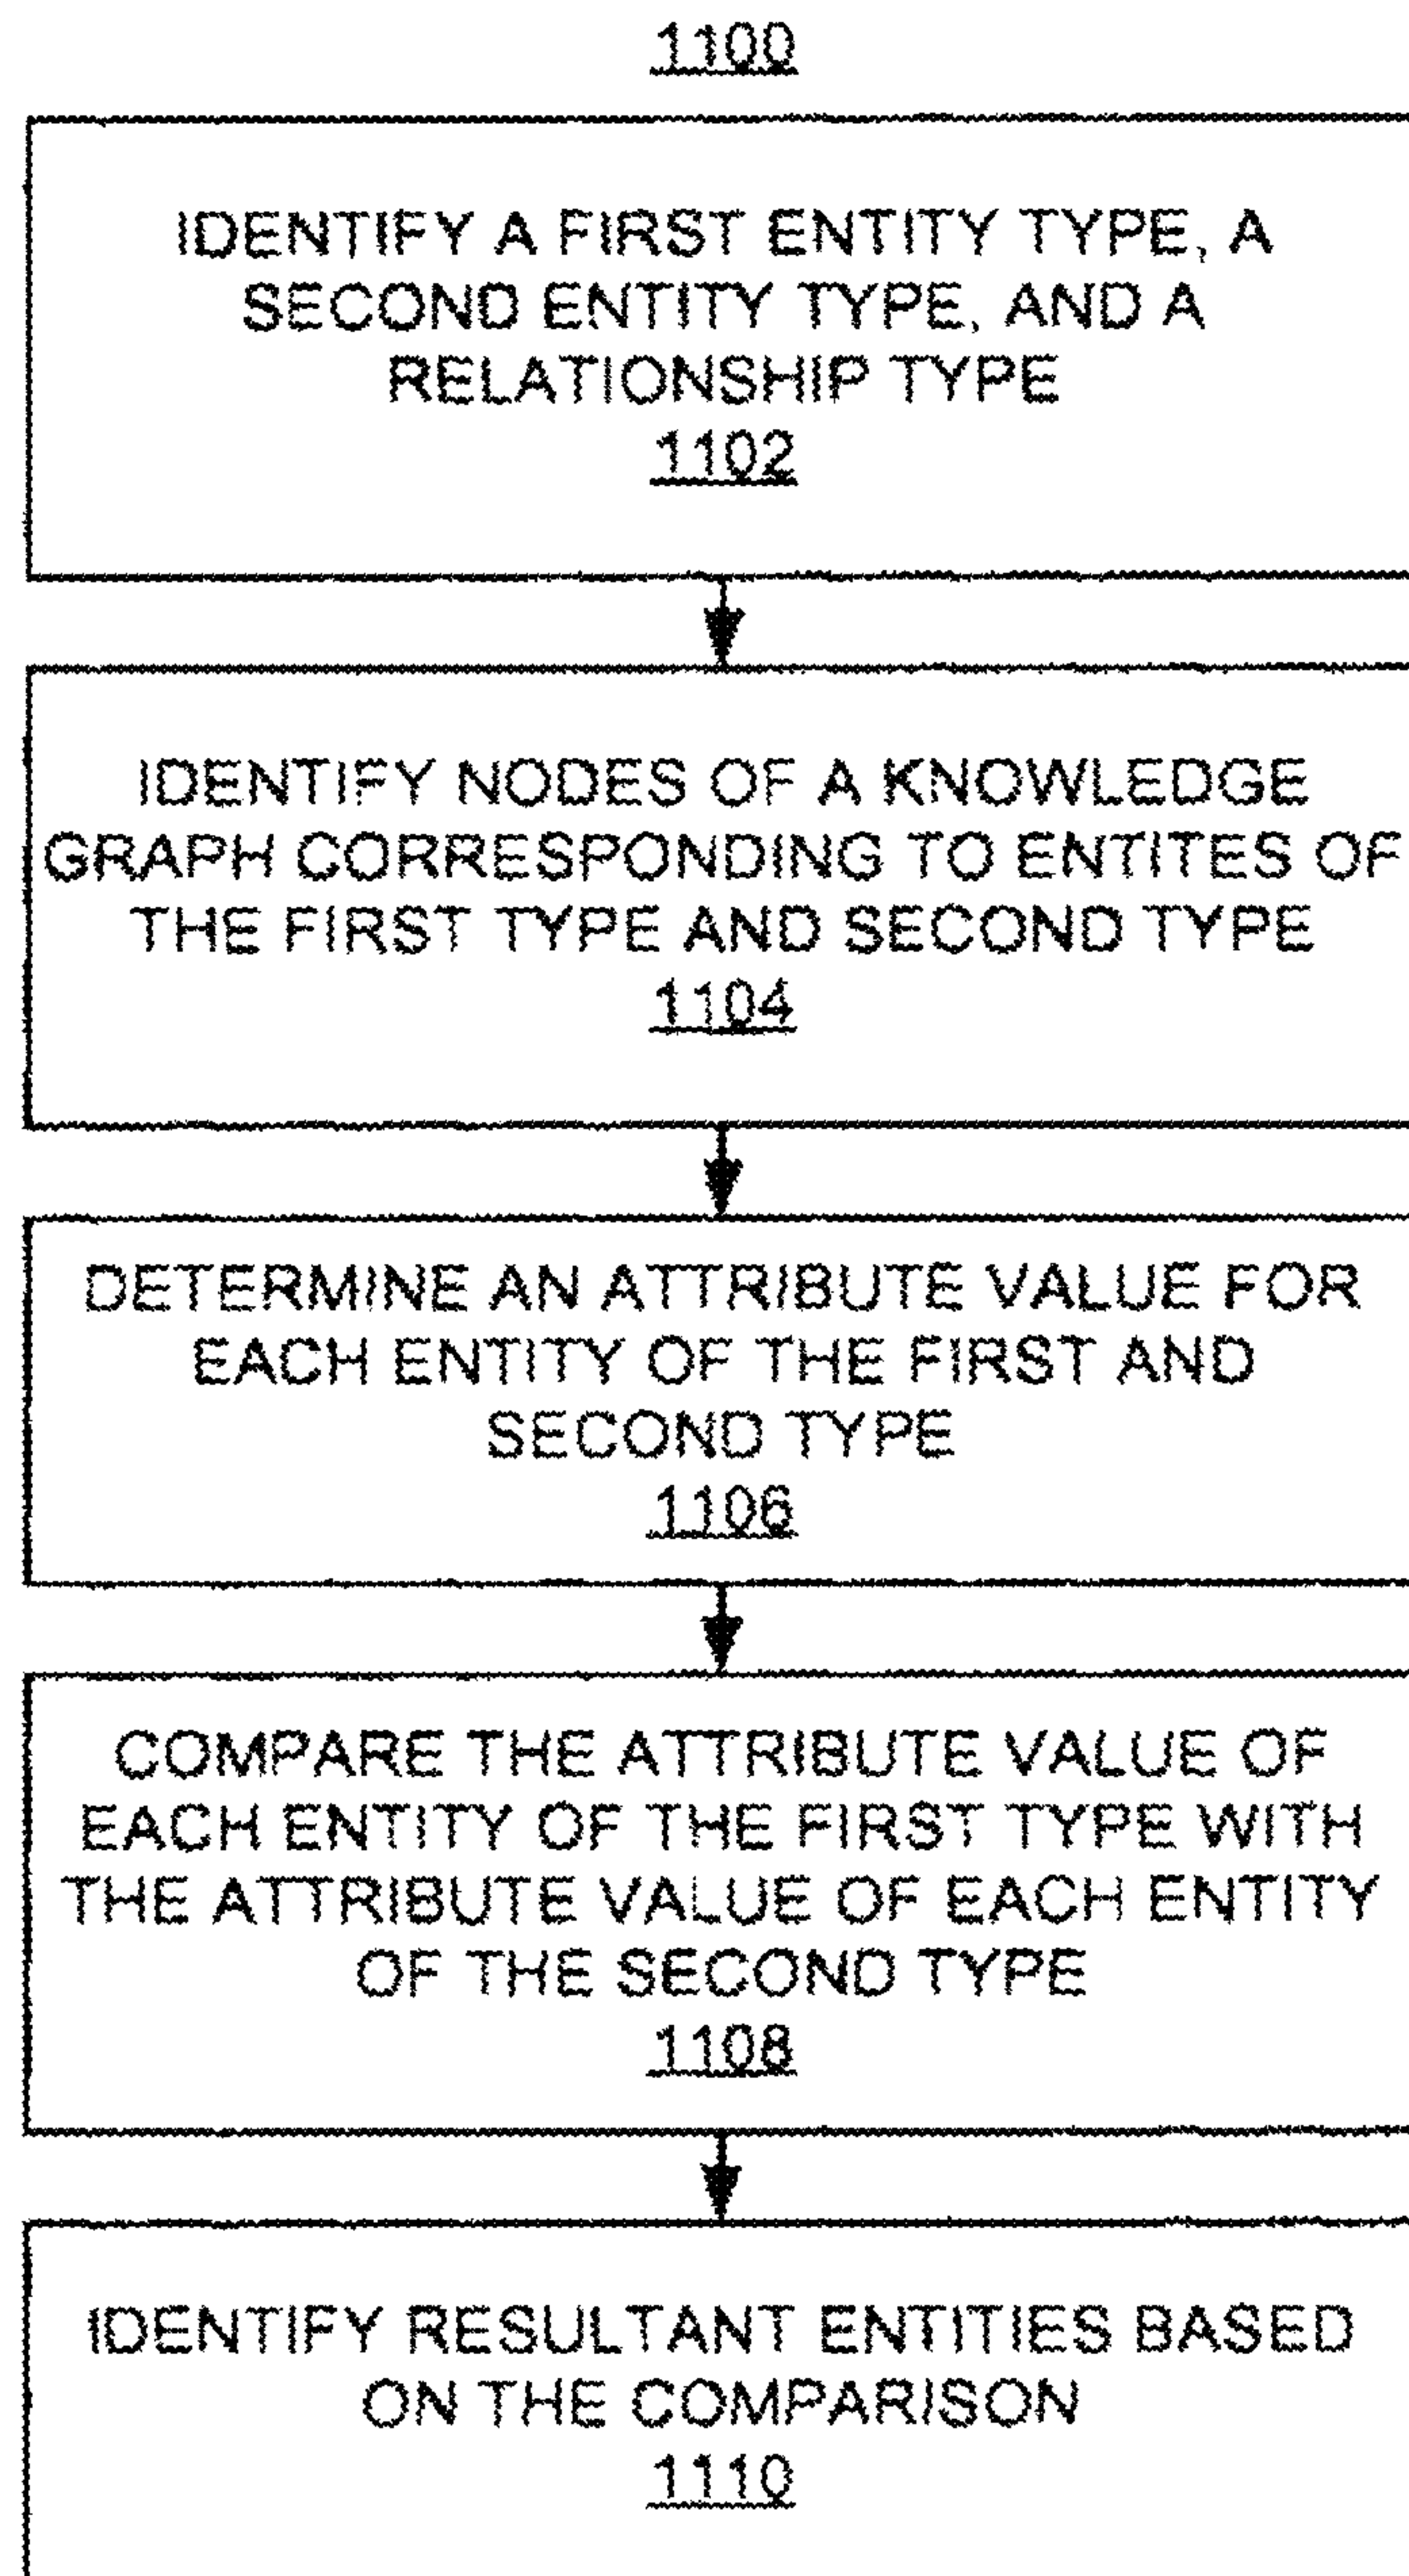 1100
IDENTIFY A FIRST ENTITY TYPE, A
SECOND ENTITY TYPE, AND A
RELATIONSHIP TYPE
1102
IDENTIFY NODES OF A KNOWLEDGE
GRAPH CORRESPONDING TO ENTITES OF
THE FIRST TYPE AND SECOND TYPE
1104
DETERMINE AN ATTRIBUTE VALUE FOR
EACH ENTITY OF THE FIRST AND
SECOND TYPE
1106
COMPARE THE ATTRIBUTE VALUE OF
EACH ENTITY OF THE FIRST TYPE WITH
THE ATTRIBUTE VALUE OF EACH ENTITY
OF THE SECOND TYPE
1108
IDENTIFY RESULTANT ENTITIES BASED
ON THE COMPARISON
1110